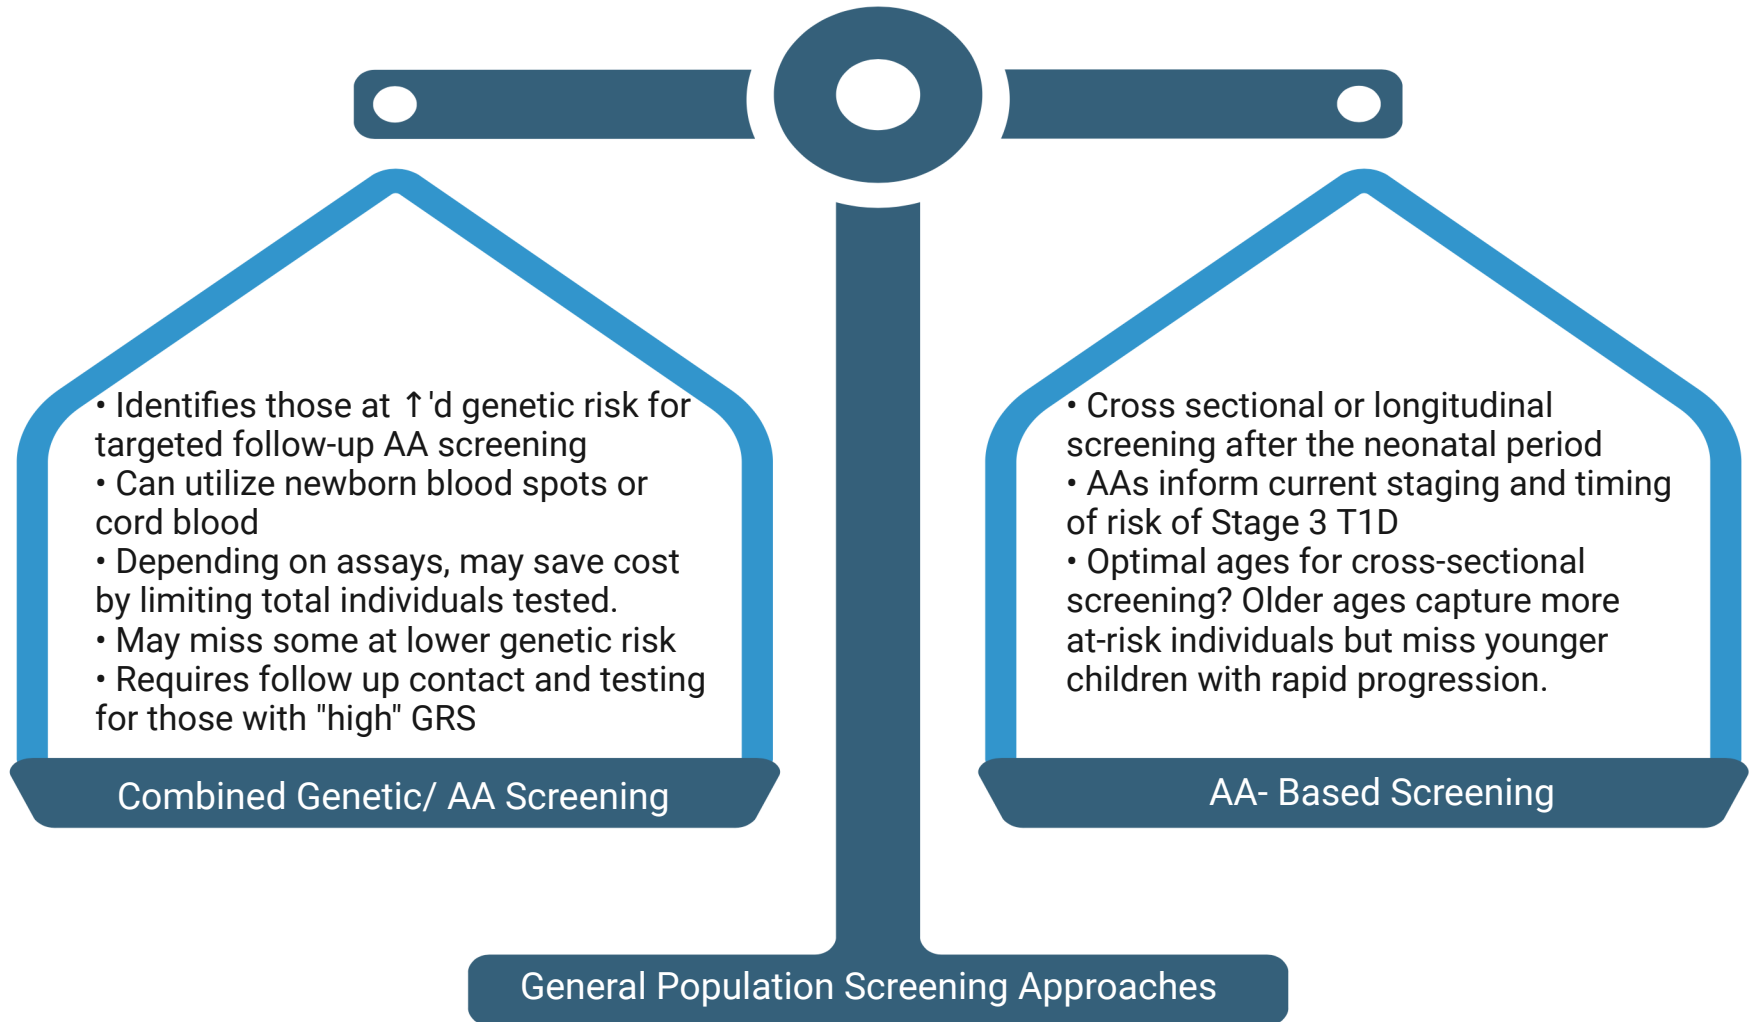 • Identifies those at ↑'d genetic risk for
targeted follow-up AA screening
• Can utilize newborn blood spots or
cord blood
• Depending on assays, may save cost
by limiting total individuals tested.
• May miss some at lower genetic risk
• Requires follow up contact and testing
for those with "high" GRS
Combined Genetic/ AA Screening
• Cross sectional or longitudinal
screening after the neonatal period
• AAs inform current staging and timing
of risk of Stage 3 T1D
• Optimal ages for cross-sectional
screening? Older ages capture more
at-risk individuals but miss younger
children with rapid progression.
AA- Based Screening
General Population Screening Approaches